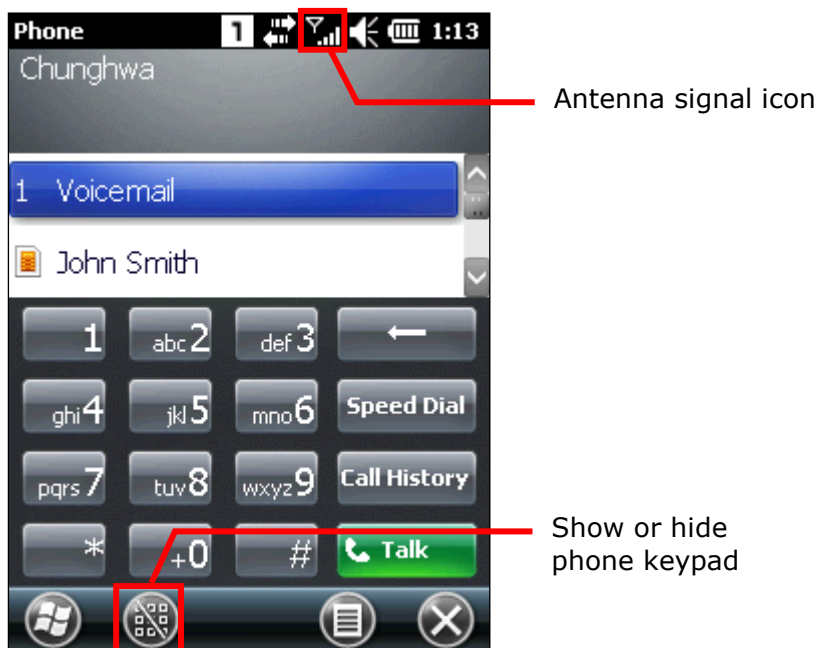 Phone 1 1:13
Chunghwa
Antenna signal icon
1 Voicemail
John Smith
1 abc2 def3
ghi4 jkl5 mno6 Speed Dial
pqrs7 tuv8 wxyz9 Call History
* +0 # Talk
Show or hide
phone keypad